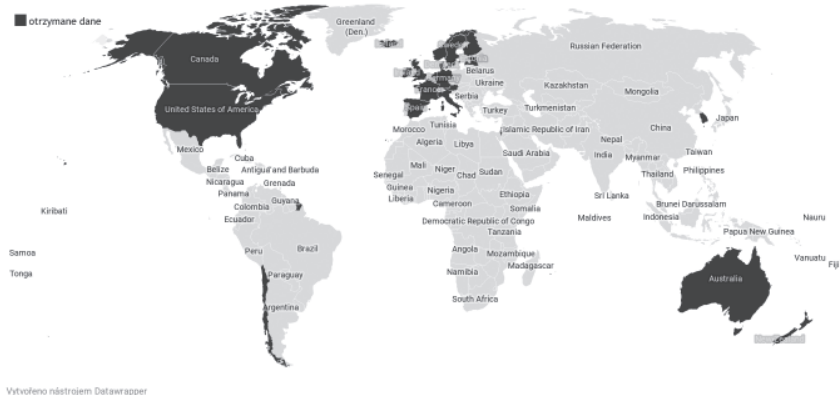 otrzymane dane
Greenland
(Den.)
Russian Federation
Canada
Belarus
Ukraine
Kazakhstan
Mongolia
France
Serbia
United States of America
Turkey
Turkmenistan
Japan
China
Morocco
Tunisia
Islamic Republic of Iran
Mexico
Algeria
Libya
Nepal
Cuba
Saudi Arabia
India
Myanmar
Taiwan
Belize
Antigua and Barbuda
Mali
Niger
Chad
Sudan
Thailand
Philippines
Nicaragua
Grenada
Senegal
Guinea
Nigeria
Ethiopia
Sri Lanka
Panama
Guyana
Liberia
Cameroon
Somalia
Brunei Darussalam
Kiribati
Colombia
Ecuador
Democratic Republic of Congo
Maldives
Indonesia
Nauru
Tanzania
Papua New Guinea
Samoa
Peru
Brazil
Angola
Mozambique
Vanuatu
Fiji
Tonga
Paraguay
Namibia
Madagascar
Australia
Argentina
South Africa
Vytvořeno nástrojem Datawrapper